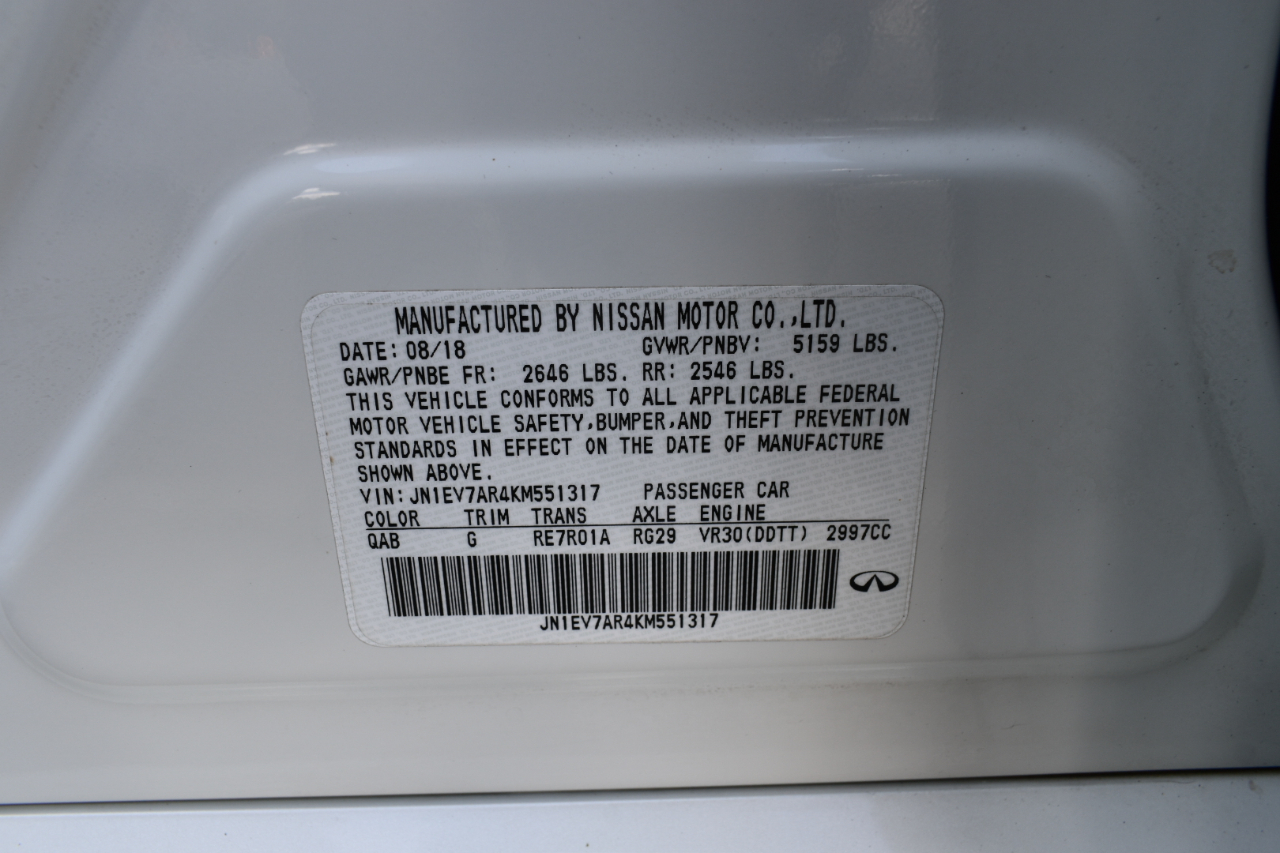 MANUFACTURED BY NISSAN MOTOR CO.,LTD.
DATE: 08/18 GVWR/PNBV: 5159 LBS.
GAWR/PNBE FR: 2646 LBS. RR: 2546 LBS.
THIS VEHICLE CONFORMS TO ALL APPLICABLE FEDERAL
MOTOR VEHICLE SAFETY,BUMPER,AND THEFT PREVENTION
STANDARDS IN EFFECT ON THE DATE OF MANUFACTURE
SHOWN ABOVE.
VIN: JN1EV7AR4KM551317 PASSENGER CAR
COLOR TRIM TRANS AXLE ENGINE
QAB G RE7R01A RG29 VR30(DDTT) 2997CC
JN1EV7AR4KM551317